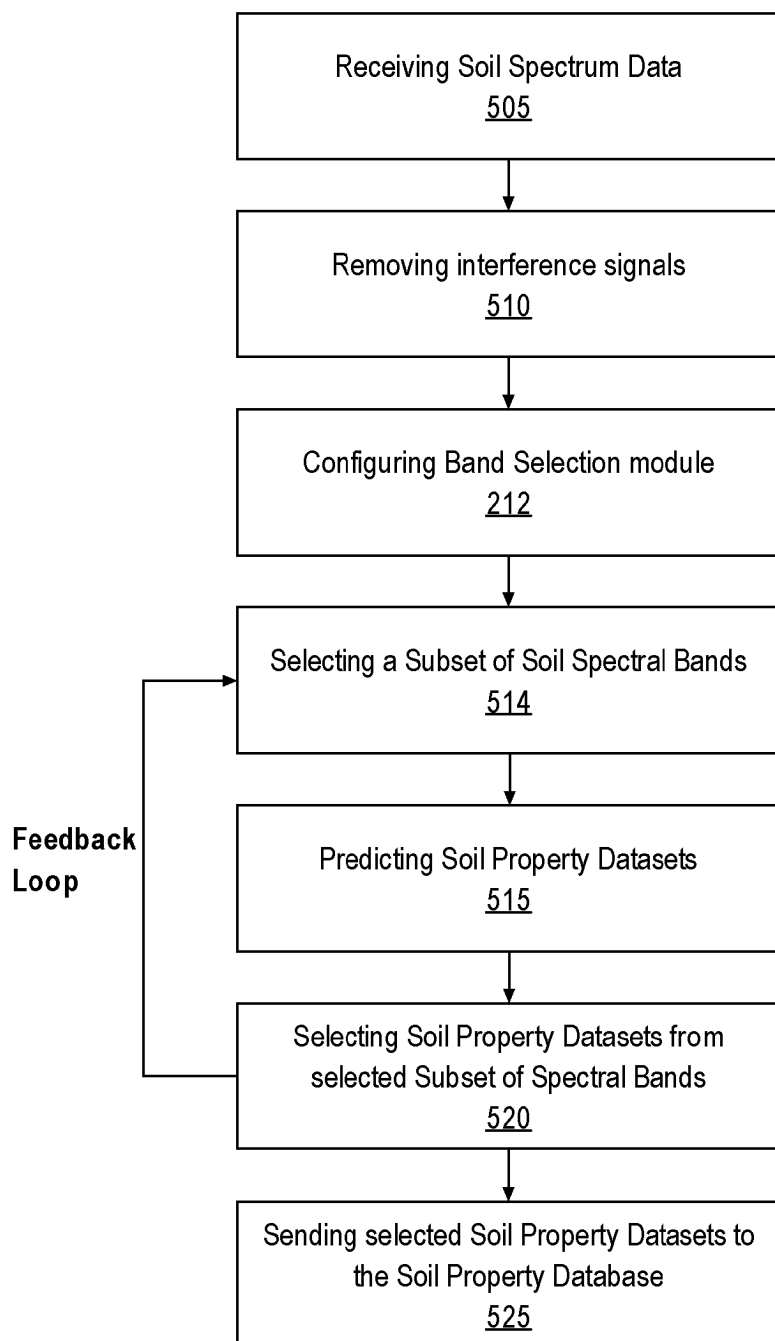 Receiving Soil Spectrum Data
505
Removing interference signals
510
Configuring Band Selection module
212
Selecting a Subset of Soil Spectral Bands
514
Feedback
Loop
Predicting Soil Property Datasets
515
Selecting Soil Property Datasets from
selected Subset of Spectral Bands
520
Sending selected Soil Property Datasets to
the Soil Property Database
525